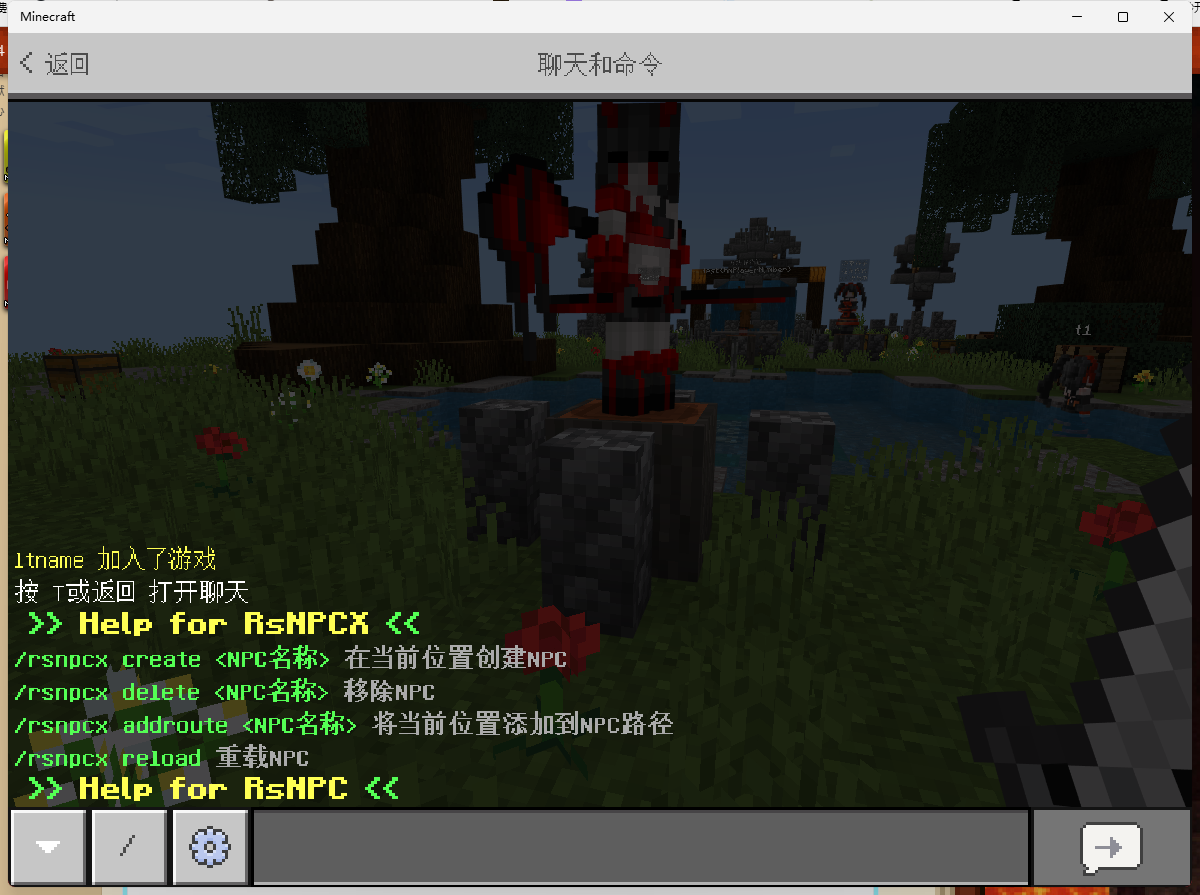 Minecraft
返回
聊天和命令
t1
ltname 加入了游戏
按 T或返回 打开聊天
>> Help for RsNPCX <<
/rsnpcx create <NPC名称> 在当前位置创建NPC
/rsnpcx delete <NPC名称> 移除NPC
/rsnpcx addroute <NPC名称> 将当前位置添加到NPC路径
/rsnpcx reload 重载NPC
>> Help for RsNPC <<
/